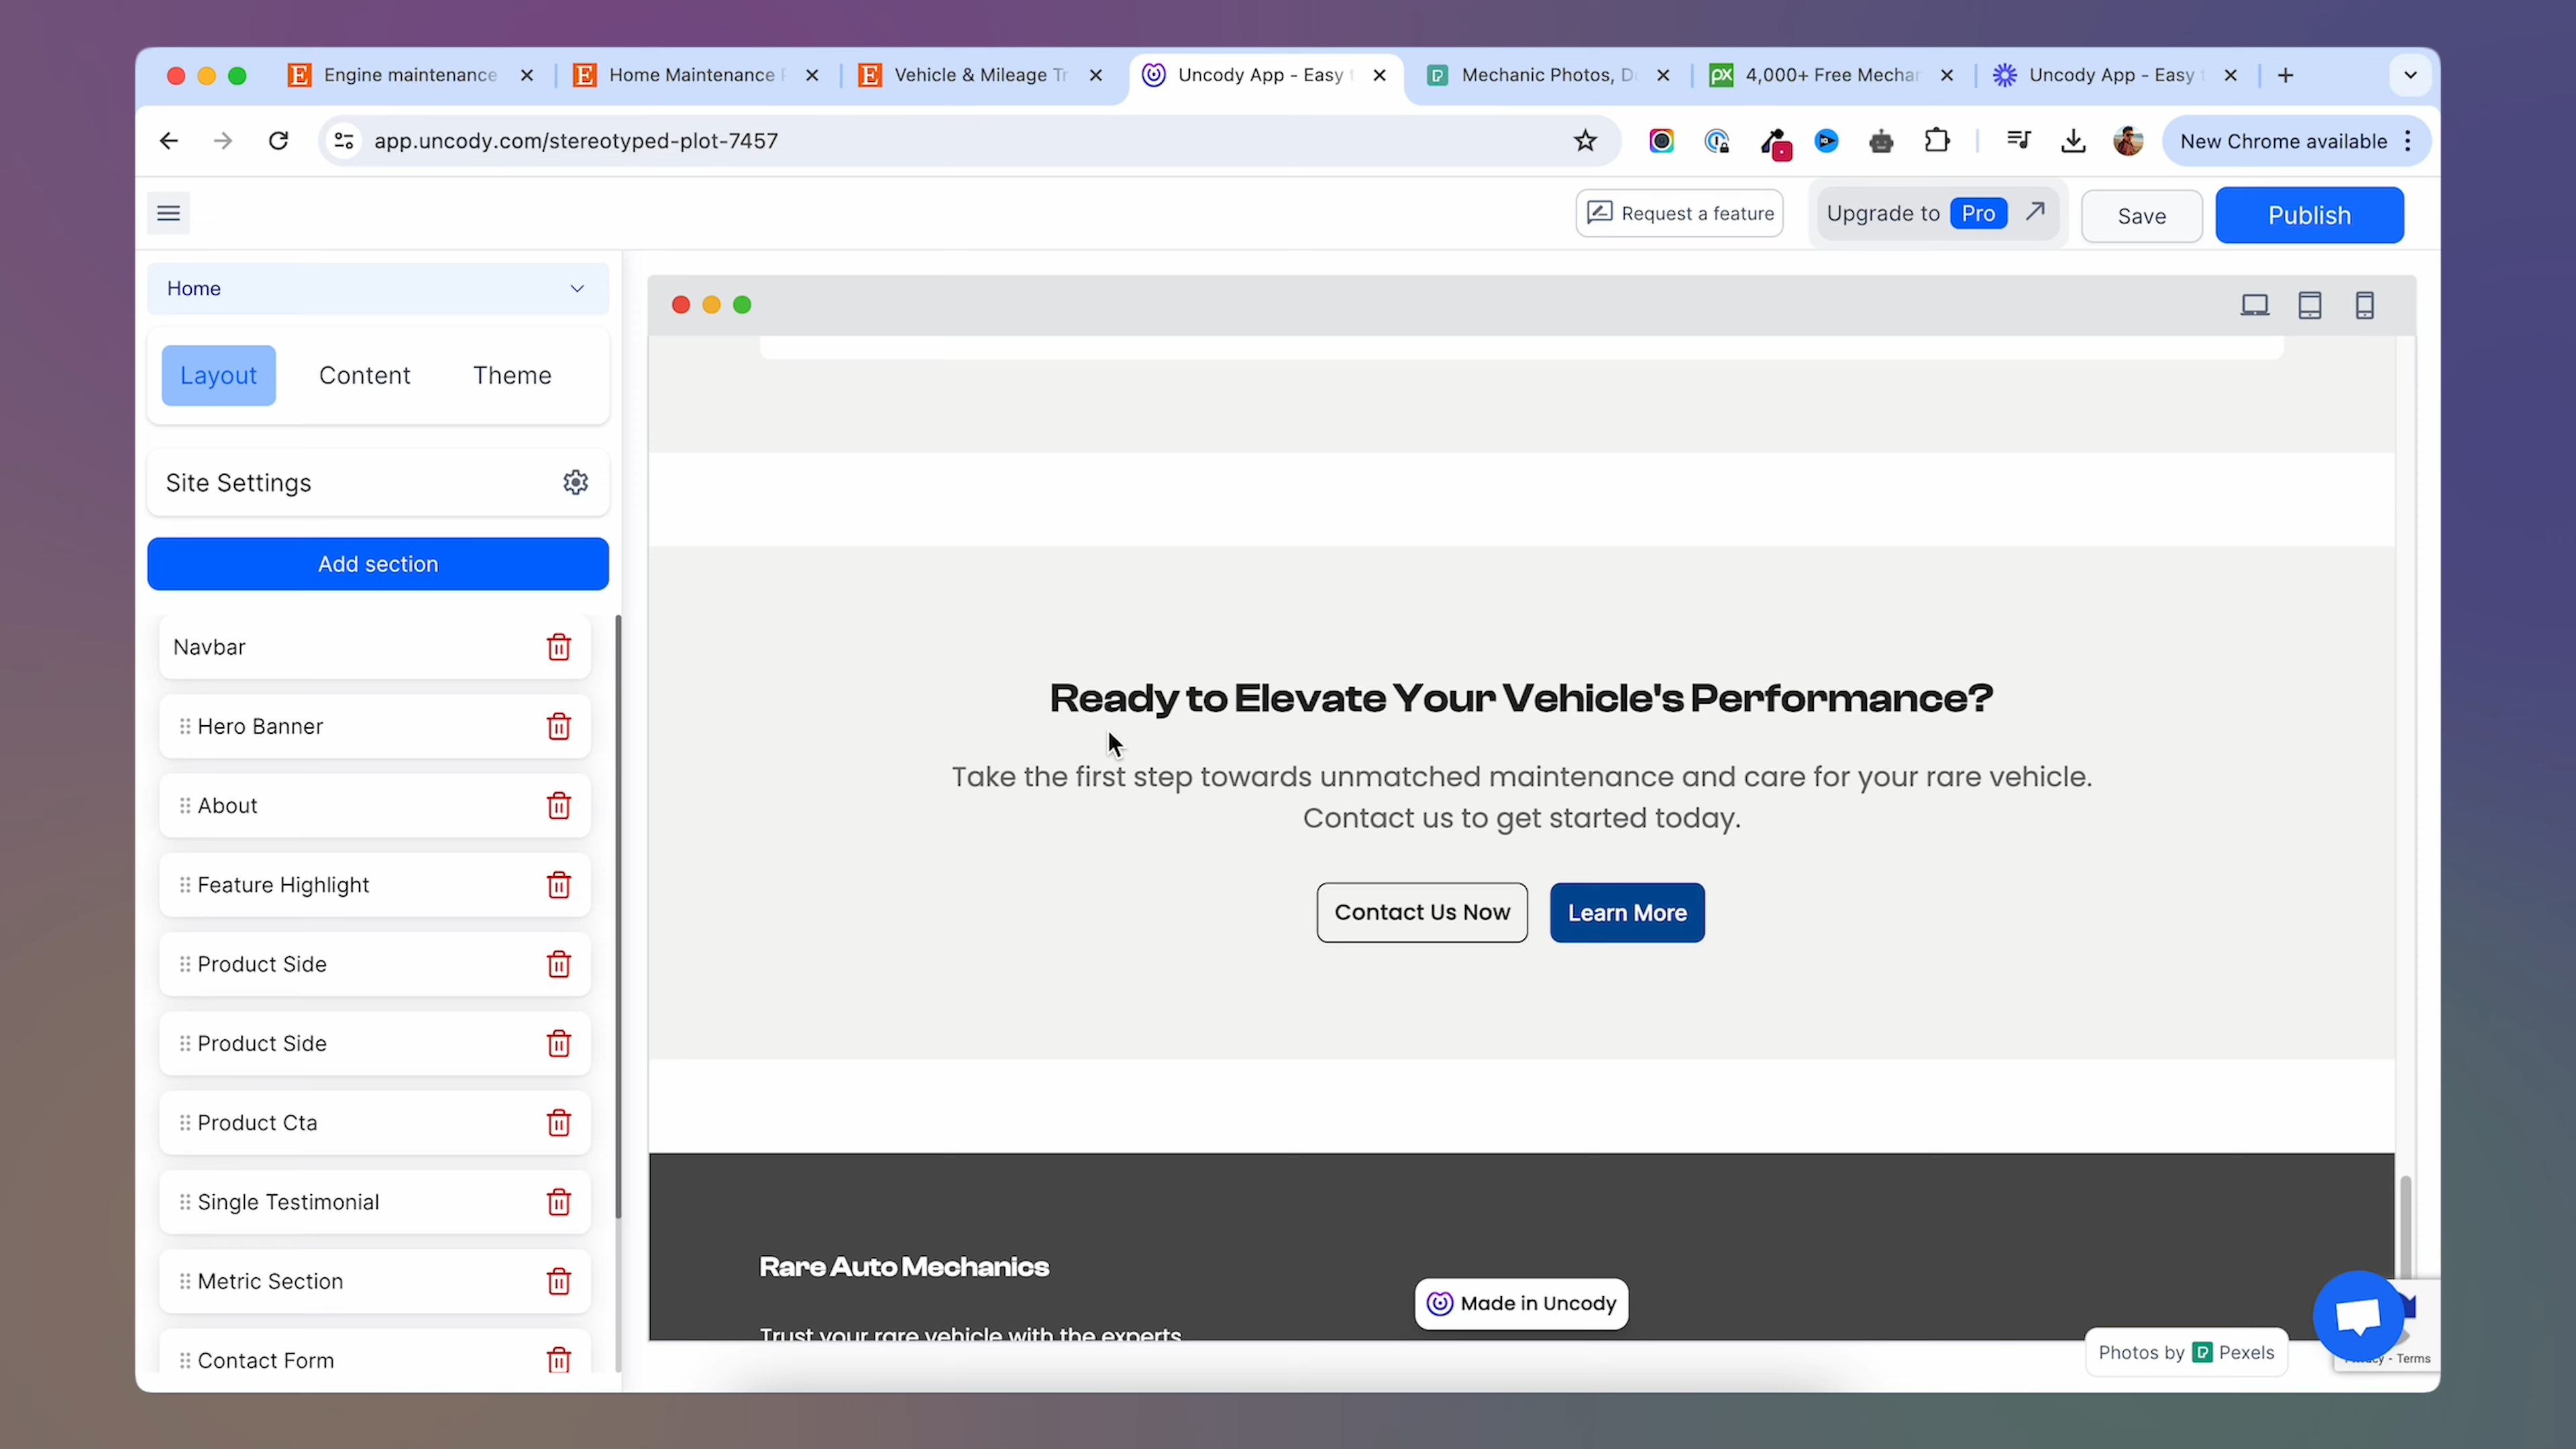 Engine maintenance
Home Maintenance P
Vehicle & Mileage Tr
Uncody App - Easy t
Mechanic Photos, D
4,000+ Free Mechan
Uncody App - Easy t
app.uncody.com/stereotyped-plot-7457
New Chrome available
Request a feature
Upgrade to Pro
Save
Publish
Home
Layout
Content
Theme
Site Settings
Add section
Navbar
Hero Banner
About
Feature Highlight
Product Side
Product Side
Product Cta
Single Testimonial
Metric Section
Contact Form
Ready to Elevate Your Vehicle's Performance?
Take the first step towards unmatched maintenance and care for your rare vehicle.
Contact us to get started today.
Contact Us Now
Learn More
Rare Auto Mechanics
Trust your rare vehicle with the experts
Made in Uncody
Photos by Pexels
- Terms